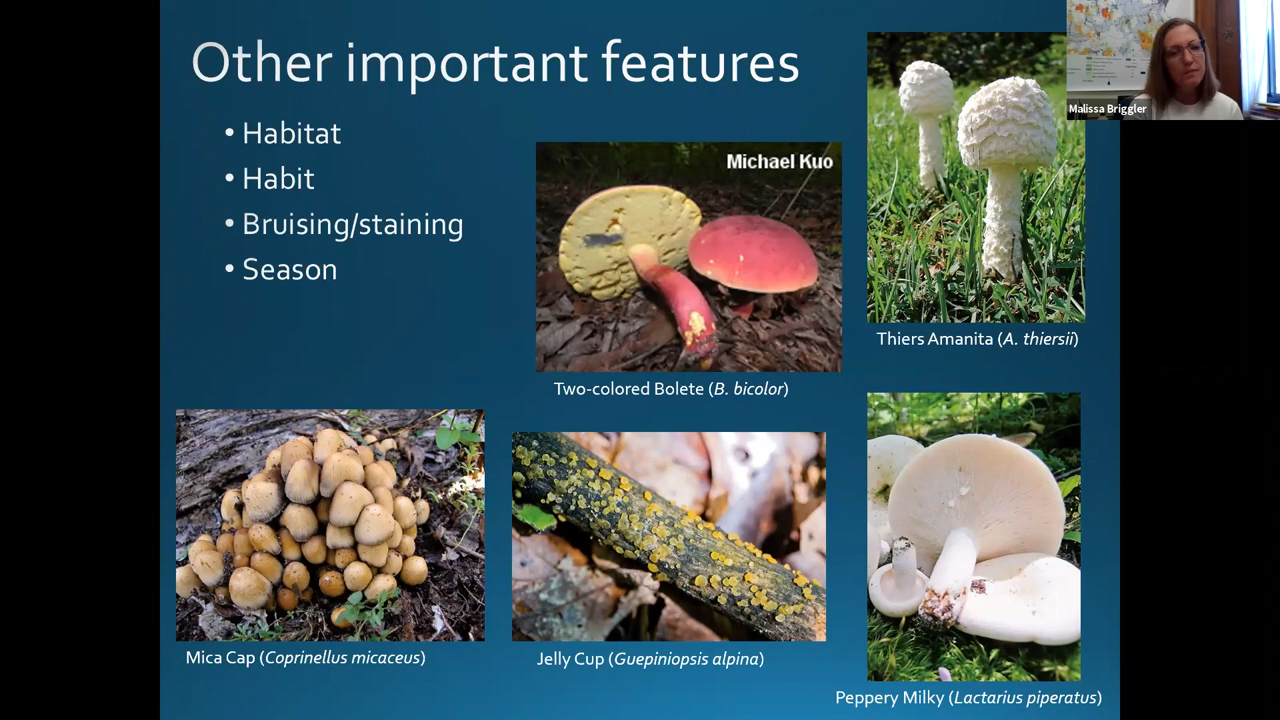 Other important features
• Habitat
• Habit
• Bruising/staining
• Season
Michael Kuo
Malissa Briggler
Thiers Amanita (A. thiersii)
Two-colored Bolete (B. bicolor)
Mica Cap (Coprinellus micaceus)
Jelly Cup (Guepiniopsis alpina)
Peppery Milky (Lactarius piperatus)